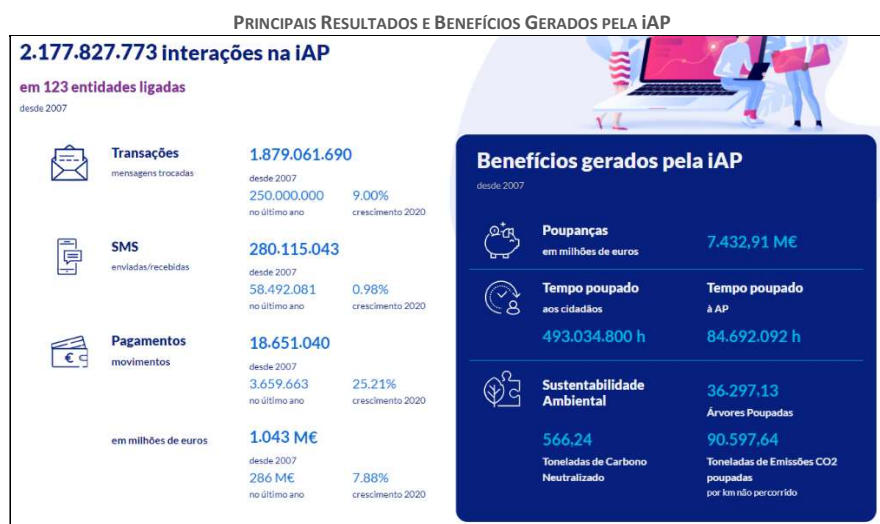 PRINCIPAIS RESULTADOS E BENEFÍCIOS GERADOS PELA iAP
2.177.827.773 interações na iAP
em 123 entidades ligadas
desde 2007
Transações
mensagens trocadas
1.879.061.690
desde 2007
250.000.000 9.00%
no último ano crescimento 2020
SMS
enviadas/recebidas
280.115.043
desde 2007
58.492.081 0.98%
no último ano crescimento 2020
Pagamentos
movimentos
18.651.040
desde 2007
3.659.663 25.21%
no último ano crescimento 2020
em milhões de euros 1.043 M€
desde 2007
286 M€ 7.88%
no último ano crescimento 2020
Benefícios gerados pela iAP
desde 2007
Poupanças
em milhões de euros
7.432,91 M€
Tempo poupado
aos cidadãos
493.034.800 h
Tempo poupado
à AP
84.692.092 h
Sustentabilidade
Ambiental
36.297,13
Árvores Poupadas
566,24
Toneladas de Carbono
Neutralizado
90.597,64
Toneladas de Emissões CO2
poupadas
por km não percorrido